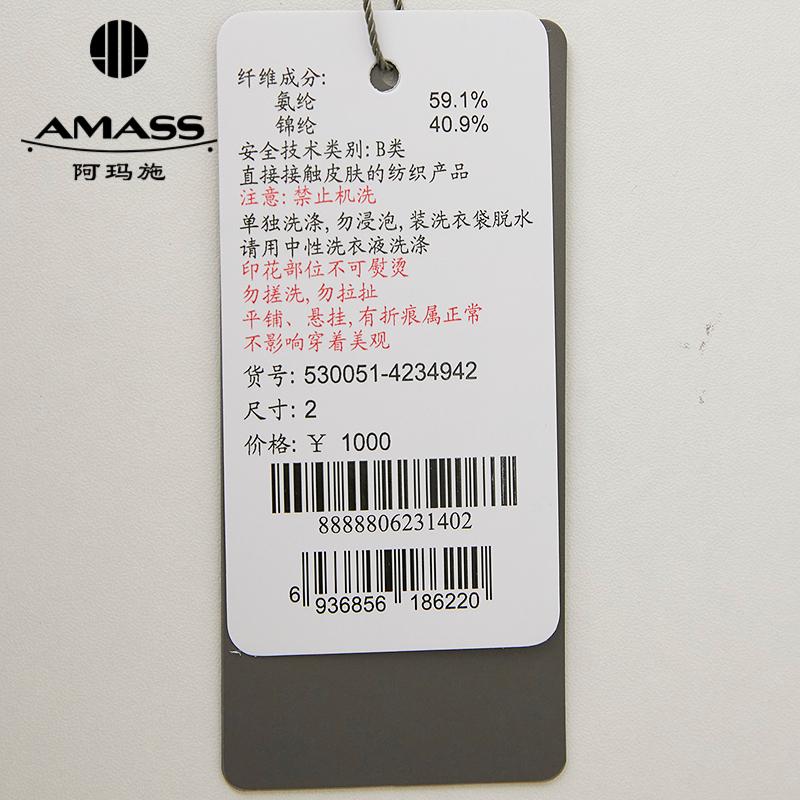 AMASS
阿玛施
纤维成分:
氨纶 59.1%
锦纶 40.9%
安全技术类别: B类
直接接触皮肤的纺织产品
注意: 禁止机洗
单独洗涤, 勿浸泡, 装洗衣袋脱水
请用中性洗衣液洗涤
印花部位不可熨烫
勿搓洗, 勿拉扯
平铺、悬挂, 有折痕属正常
不影响穿着美观
货号: 530051-4234942
尺寸: 2
价格: ￥ 1000
8888806231402
6 936856 186220